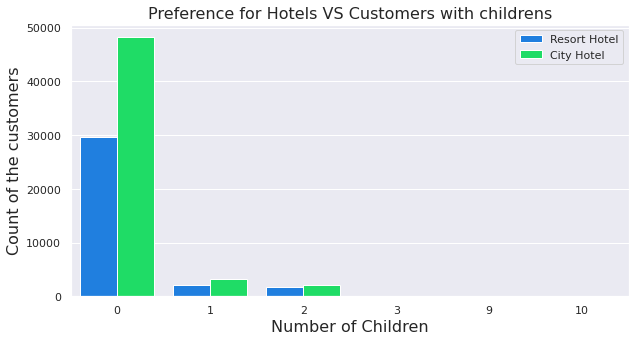 Preference for Hotels VS Customers with childrens
Resort Hotel
City Hotel
Count of the customers
50000
40000
30000
20000
10000
0
0 1 2 3 9 10
Number of Children